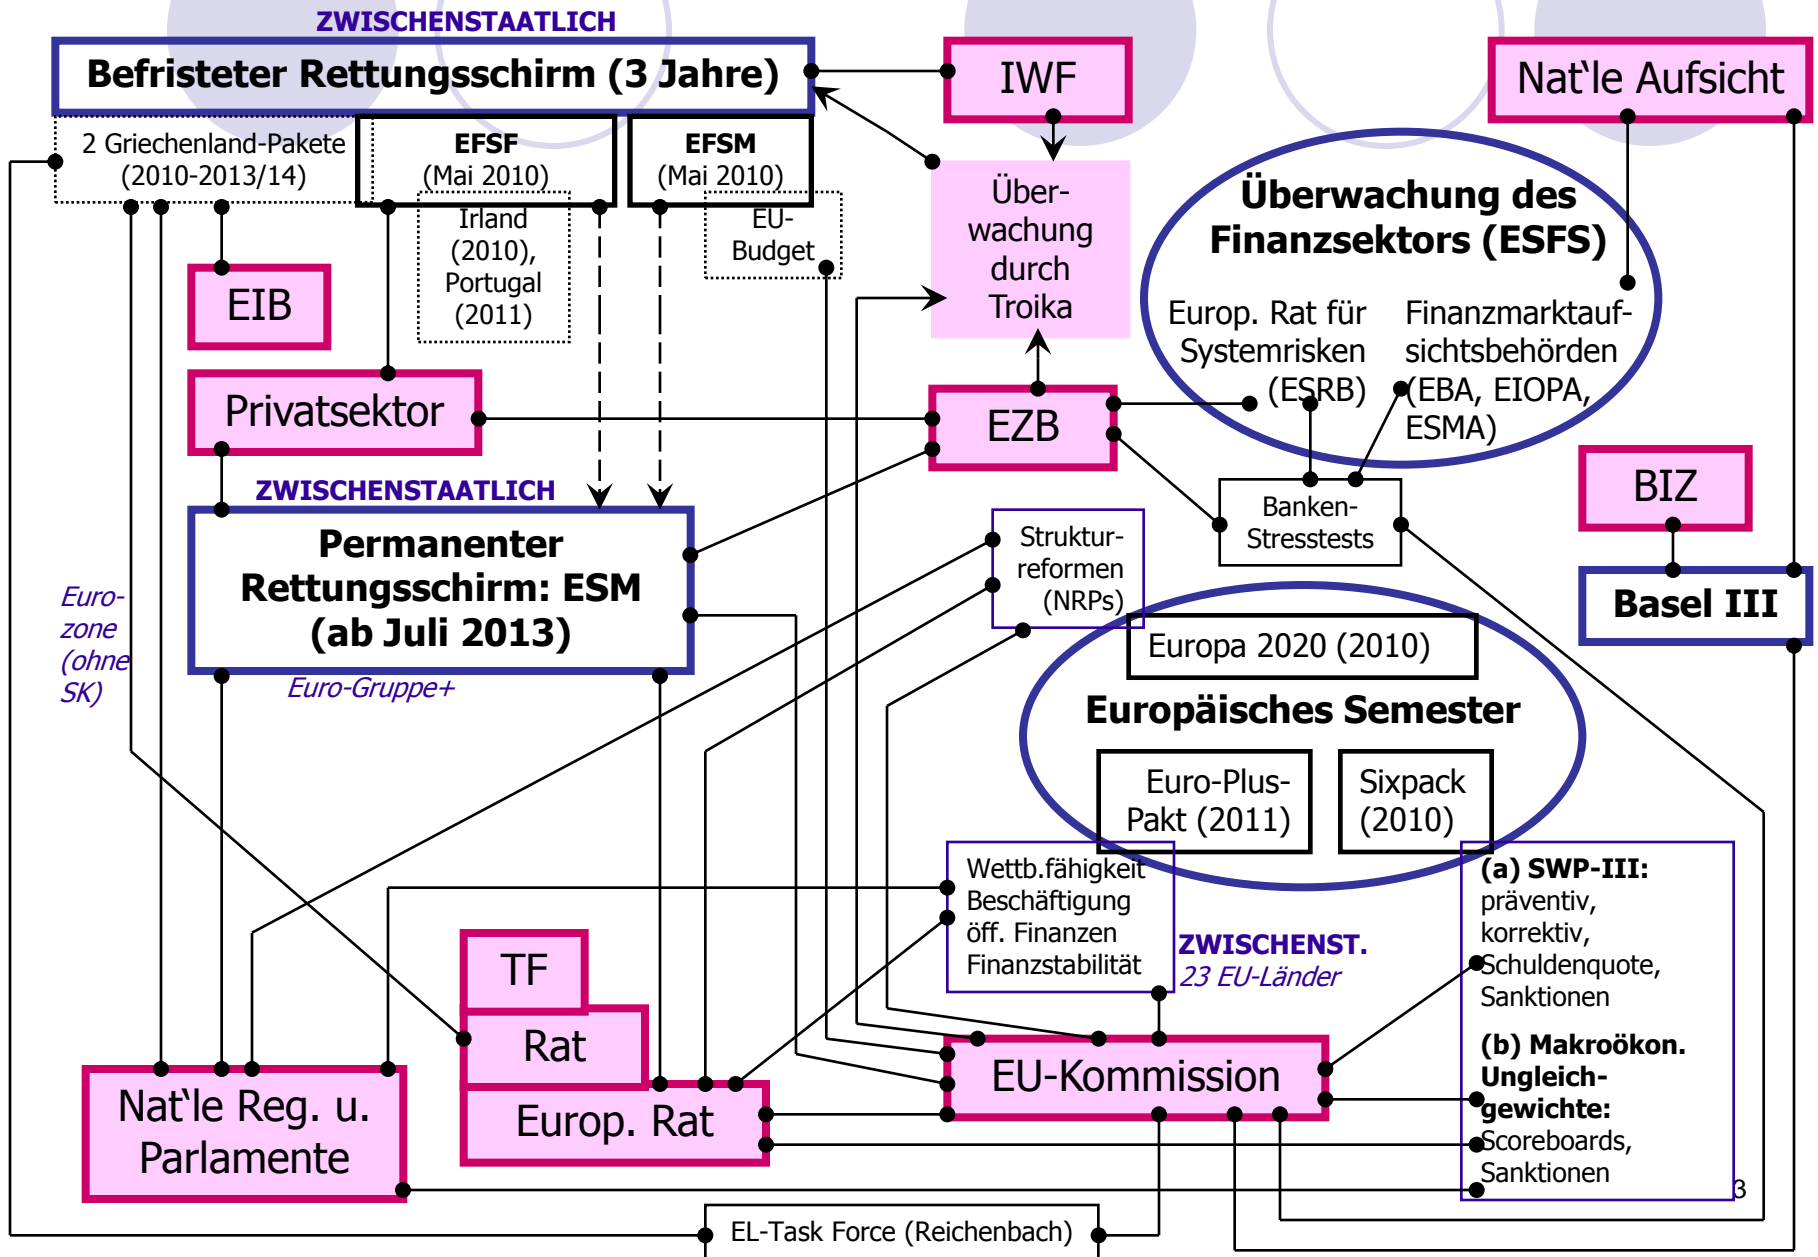 ZWISCHENSTAATLICH
Befristeter Rettungsschirm (3 Jahre)
IWF
Nat'le Aufsicht
2 Griechenland-Pakete
(2010-2013/14)
EFSF
(Mai 2010)
EFSM
(Mai 2010)
Irland
(2010),
Portugal
(2011)
EU-
Budget
Über-
wachung
durch
Troika
Überwachung des
Finanzsektors (ESFS)
Europ. Rat für
Systemrisken
(ESRB)
Finanzmarktauf-
sichtsbehörden
(EBA, EIOPA,
ESMA)
EIB
Privatsektor
EZB
ZWISCHENSTAATLICH
Permanenter
Rettungsschirm: ESM
(ab Juli 2013)
Euro-Gruppe+
Euro-
zone
(ohne
SK)
Banken-
Stresstests
BIZ
Basel III
Struktur-
reformen
(NRPs)
Europa 2020 (2010)
Europäisches Semester
Euro-Plus-
Pakt (2011)
Sixpack
(2010)
Wettb.fähigkeit
Beschäftigung
öff. Finanzen
Finanzstabilität
ZWISCHENST.
23 EU-Länder
(a) SWP-III:
präventiv,
korrektiv,
Schuldenquote,
Sanktionen
(b) Makroökon.
Ungleich-
gewichte:
Scoreboards,
Sanktionen
TF
Rat
Europ. Rat
EU-Kommission
Nat'le Reg. u.
Parlamente
EL-Task Force (Reichenbach)
3